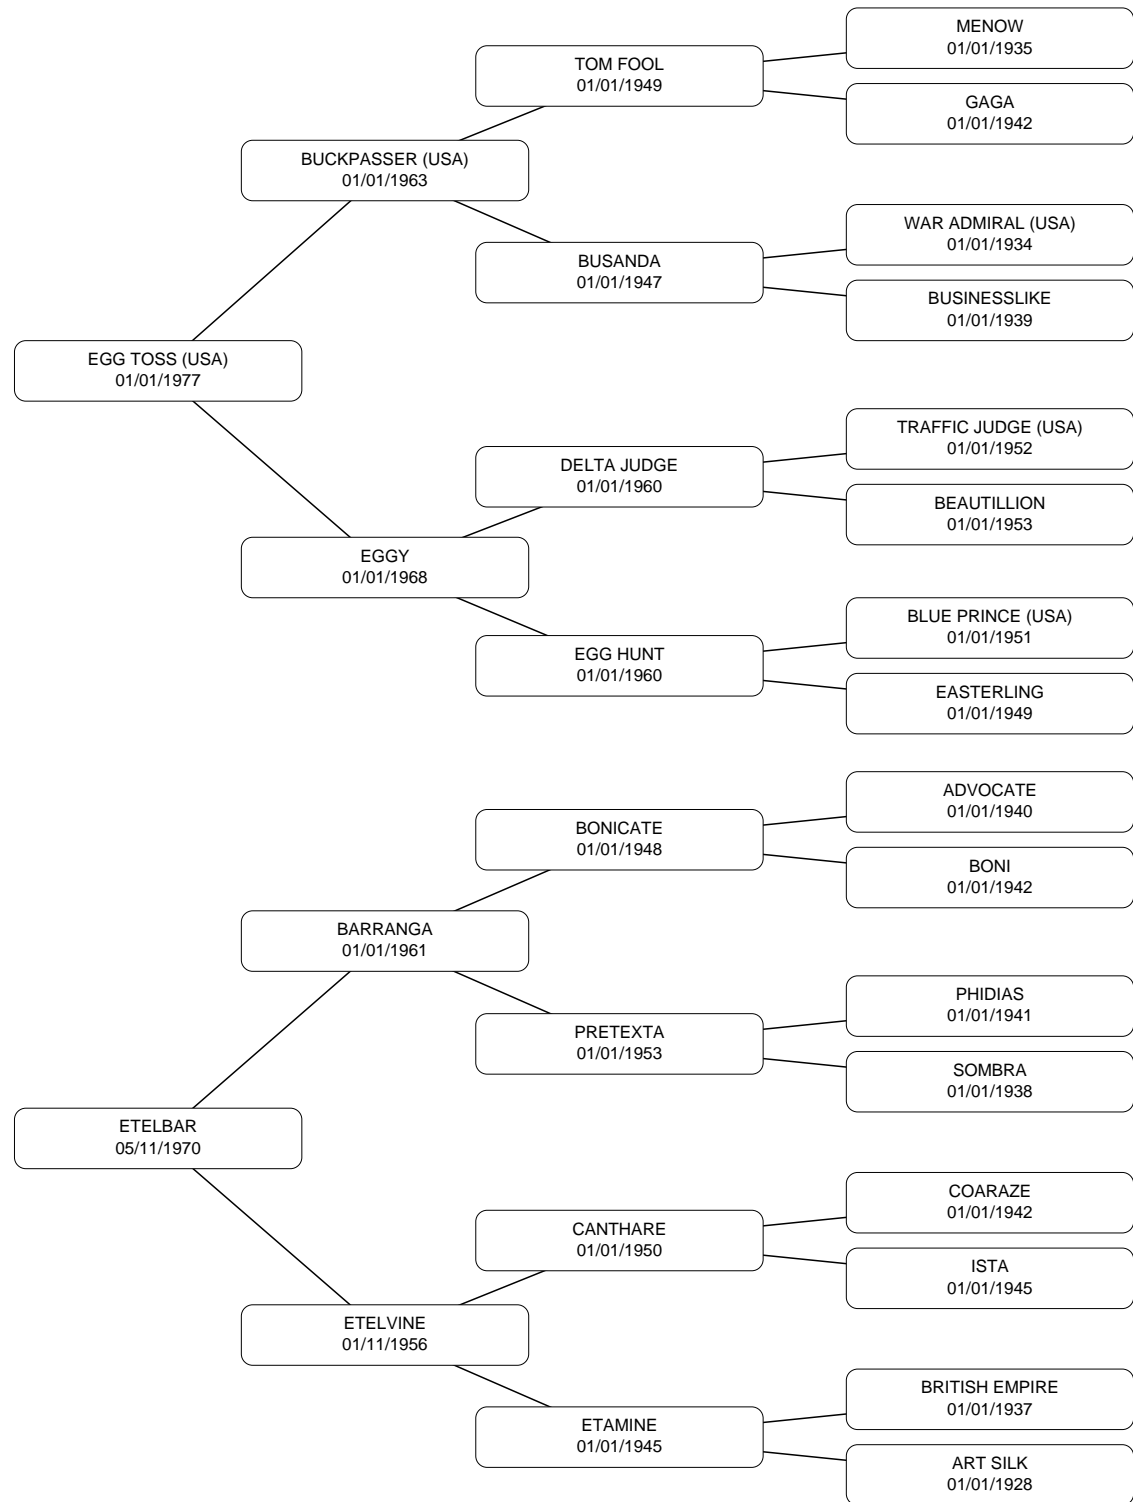 MENOW
01/01/1935
TOM FOOL
01/01/1949
GAGA
01/01/1942
BUCKPASSER (USA)
01/01/1963
WAR ADMIRAL (USA)
01/01/1934
BUSANDA
01/01/1947
BUSINESSLIKE
01/01/1939
EGG TOSS (USA)
01/01/1977
TRAFFIC JUDGE (USA)
01/01/1952
DELTA JUDGE
01/01/1960
BEAUTILLION
01/01/1953
EGGY
01/01/1968
BLUE PRINCE (USA)
01/01/1951
EGG HUNT
01/01/1960
EASTERLING
01/01/1949
ADVOCATE
01/01/1940
BONICATE
01/01/1948
BONI
01/01/1942
BARRANGA
01/01/1961
PHIDIAS
01/01/1941
PRETEXTA
01/01/1953
SOMBRA
01/01/1938
ETELBAR
05/11/1970
COARAZE
01/01/1942
CANTHARE
01/01/1950
ISTA
01/01/1945
ETELVINE
01/11/1956
BRITISH EMPIRE
01/01/1937
ETAMINE
01/01/1945
ART SILK
01/01/1928